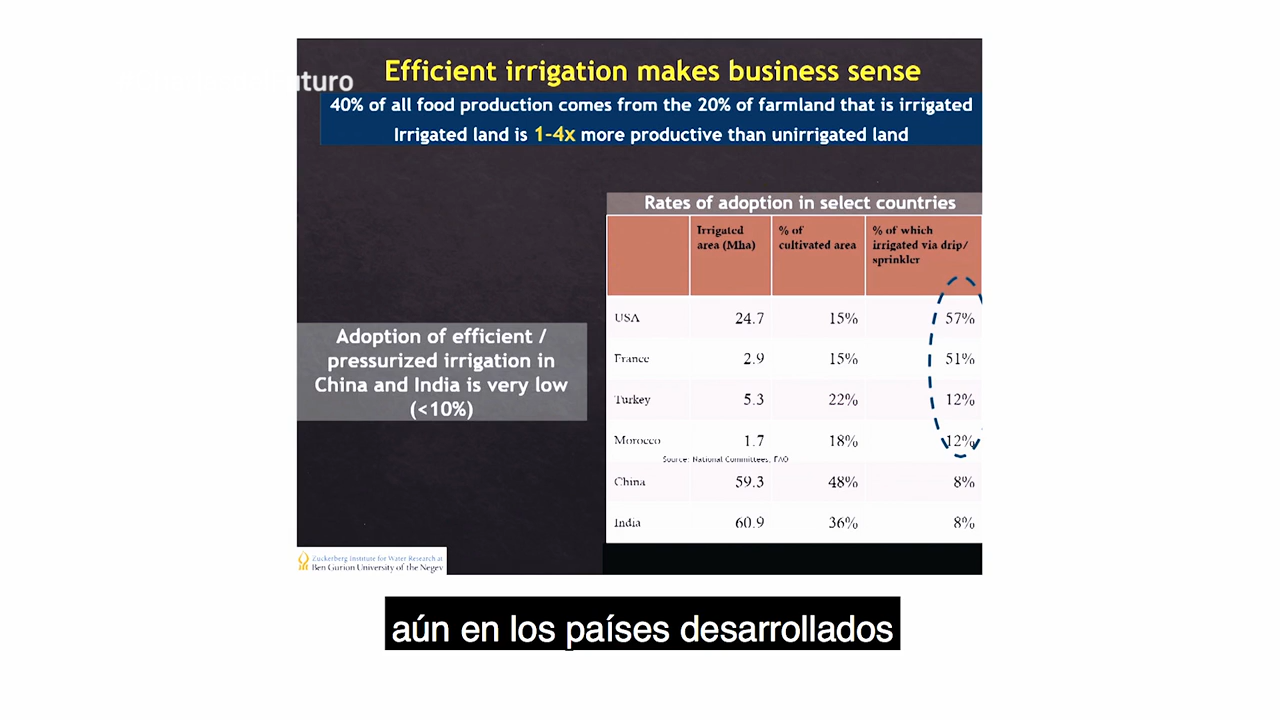 Efficient irrigation makes business sense
uturo
40% of all food production comes from the 20% of farmland that is irrigated
Irrigated land is 1-4x more productive than unirrigated land
Rates of adoption in select countries
Irrigated area (Mha) % of cultivated area % of which irrigated via drip/ sprinkler
USA 24.7 15% 57%
France 2.9 15% 51%
Turkey 5.3 22% 12%
Morocco 1.7 18% 12%
Source: National Committees, FAO
China 59.3 48% 8%
India 60.9 36% 8%
Adoption of efficient /
pressurized irrigation in
China and India is very low
(<10%)
Zuckerberg Institute for Water Research at
Ben Gurion University of the Negev
aún en los países desarrollados